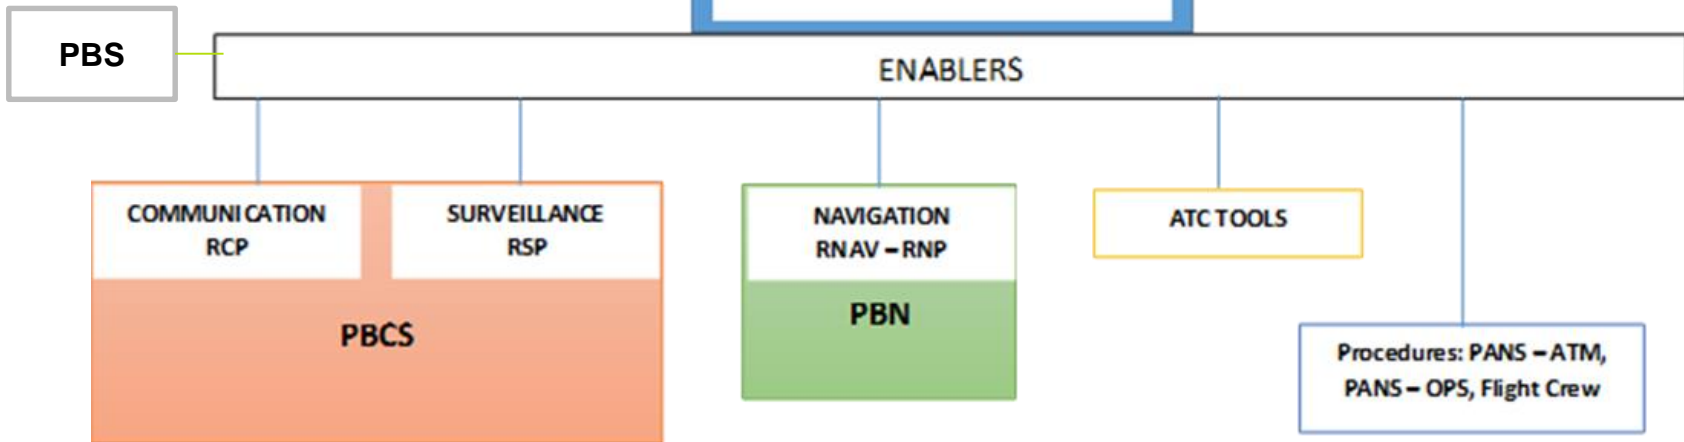 PBS
ENABLERS
COMMUNICATION
RCP
SURVEILLANCE
RSP
PBCS
NAVIGATION
RNAV – RNP
PBN
ATC TOOLS
Procedures: PANS – ATM,
PANS – OPS, Flight Crew